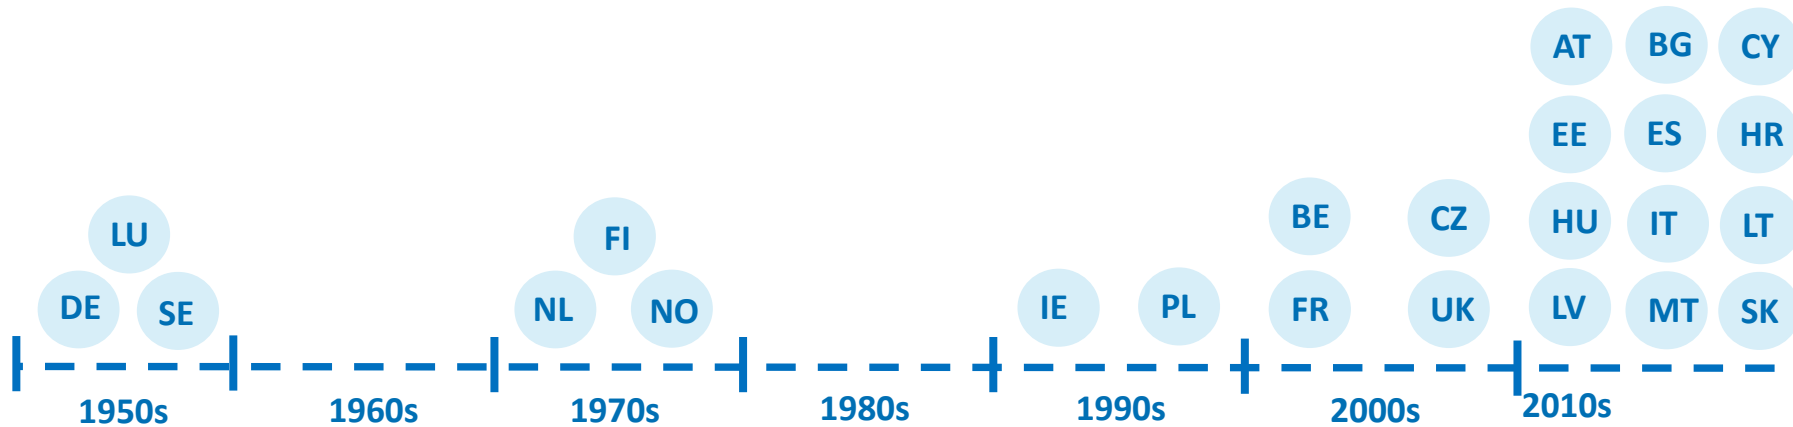 AT BG CY
EE ES HR
LU FI BE CZ HU IT LT
DE SE NL NO IE PL FR UK LV MT SK
1950s 1960s 1970s 1980s 1990s 2000s 2010s